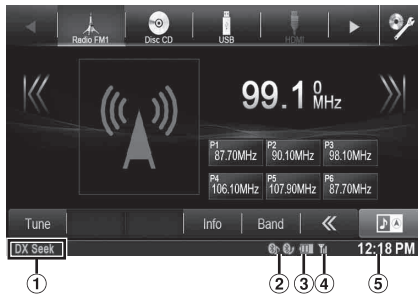 Radio FM1 Disc CD USB HDMI
99.10 MHz
P1 P2 P3
87.70MHz 90.10MHz 98.10MHz
P4 P5 P6
106.10MHz 107.90MHz 87.70MHz
Tune Info Band
DX Seek 12:18 PM
1 2 3 4 5